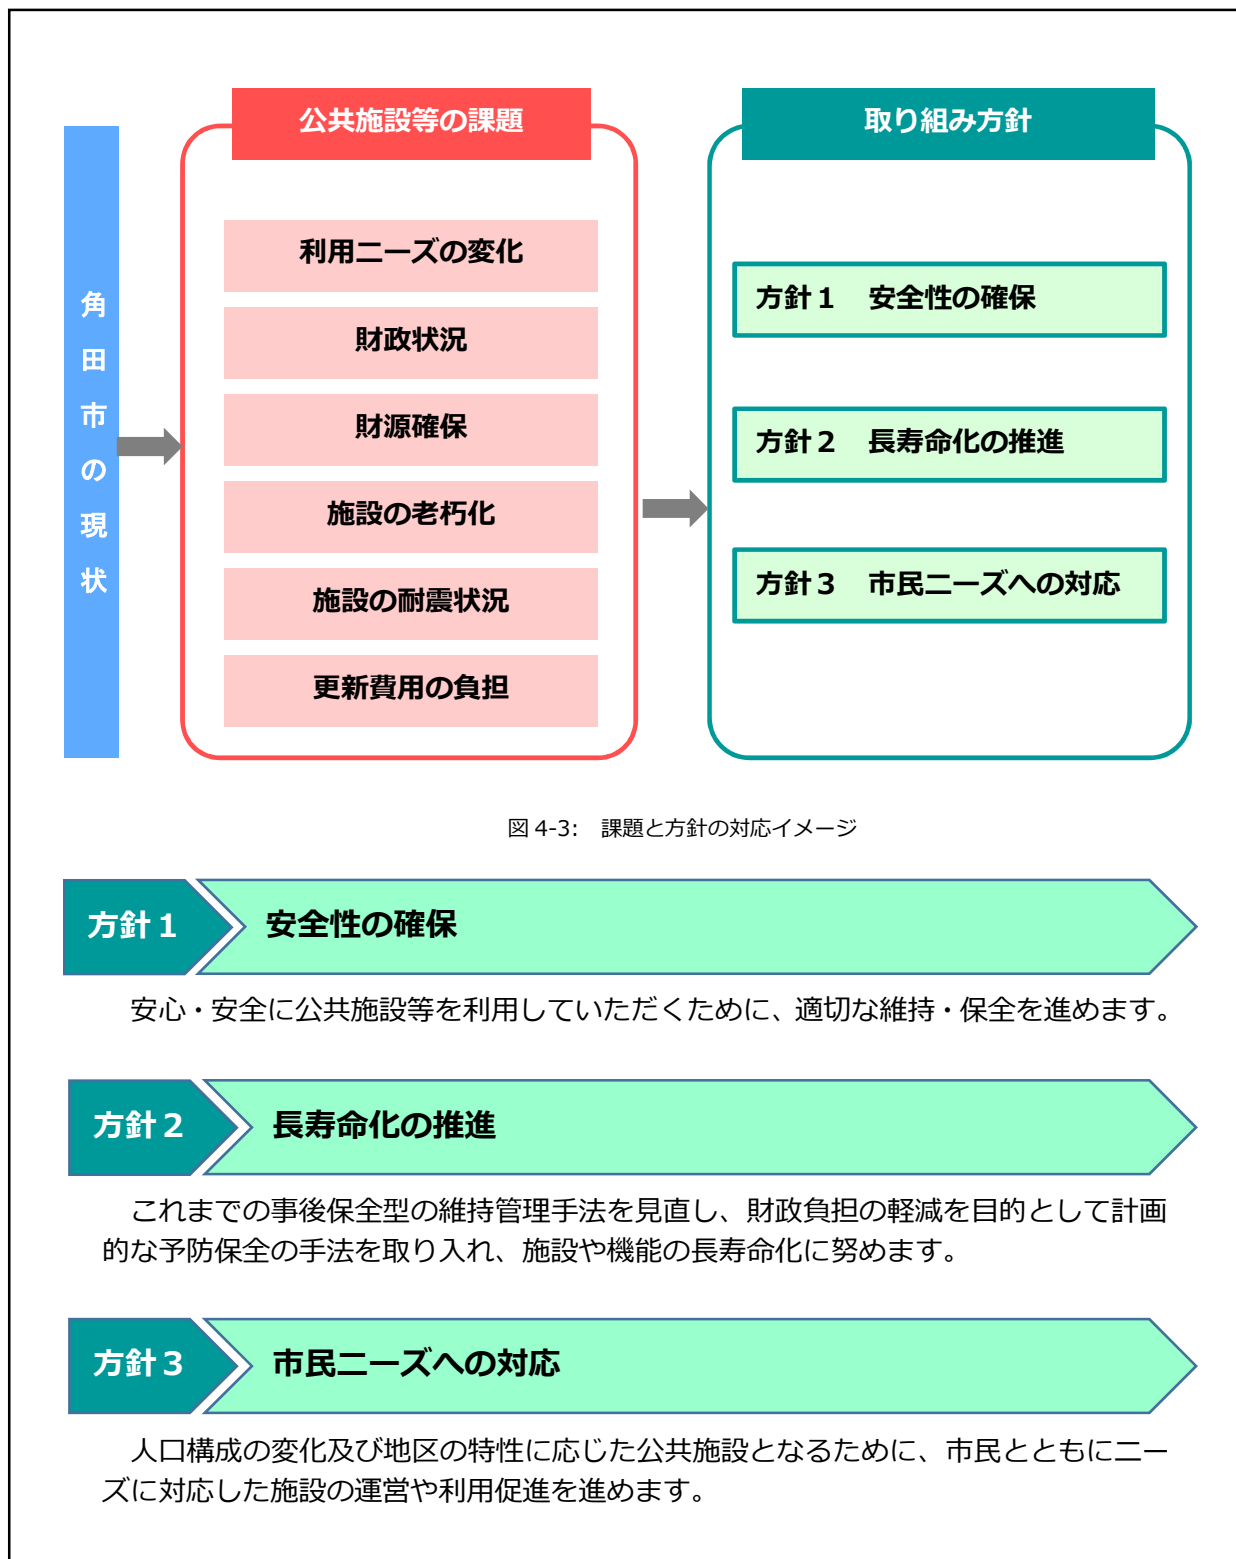 角田市の現状
公共施設等の課題
利用ニーズの変化
財政状況
財源確保
施設の老朽化
施設の耐震状況
更新費用の負担
取り組み方針
方針１　安全性の確保
方針２　長寿命化の推進
方針３　市民ニーズへの対応
図 4-3:　課題と方針の対応イメージ
方針１　安全性の確保
安心・安全に公共施設等を利用していただくために、適切な維持・保全を進めます。
方針２　長寿命化の推進
これまでの事後保全型の維持管理手法を見直し、財政負担の軽減を目的として計画
的な予防保全の手法を取り入れ、施設や機能の長寿命化に努めます。
方針３　市民ニーズへの対応
人口構成の変化及び地区の特性に応じた公共施設となるために、市民とともにニー
ズに対応した施設の運営や利用促進を進めます。